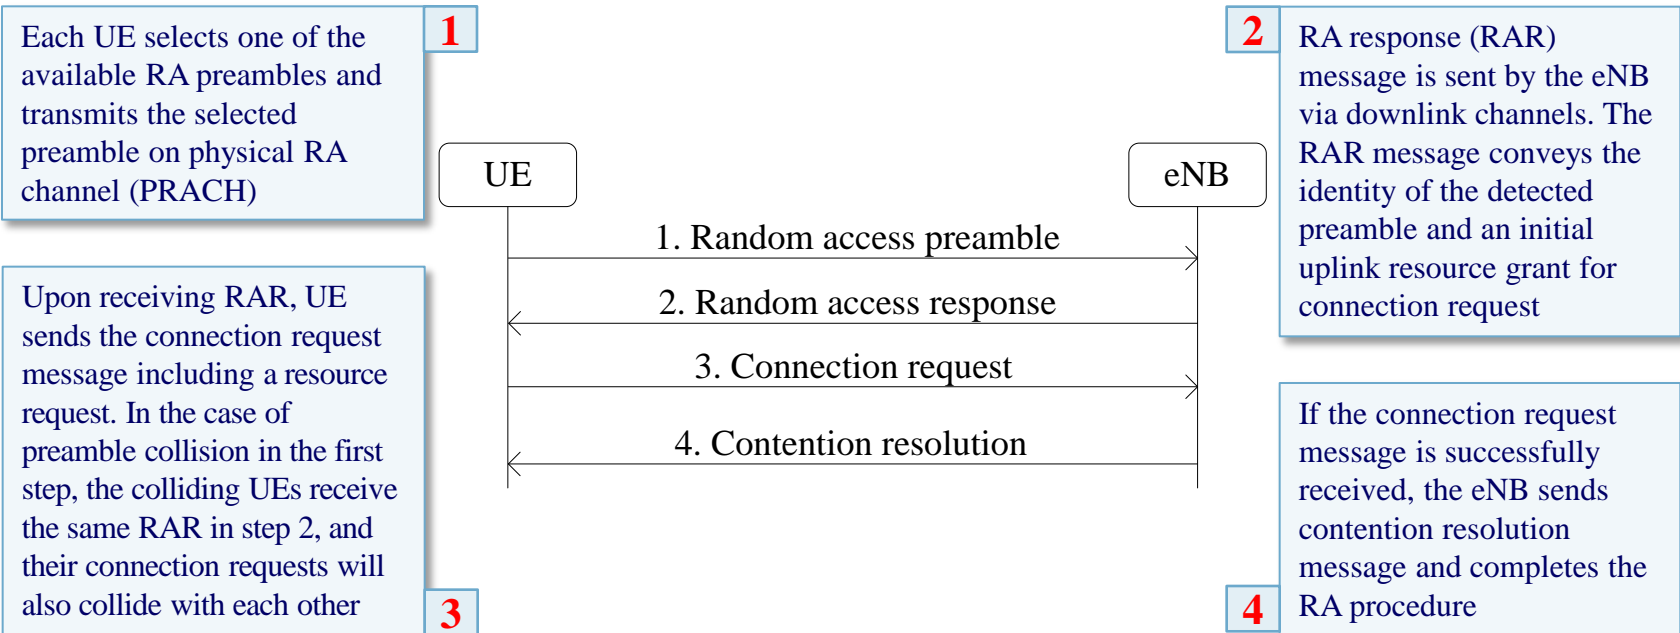 1
Each UE selects one of the
available RA preambles and
transmits the selected
preamble on physical RA
channel (PRACH)
2
RA response (RAR)
message is sent by the eNB
via downlink channels. The
RAR message conveys the
identity of the detected
preamble and an initial
uplink resource grant for
connection request
UE
eNB
1. Random access preamble
2. Random access response
3. Connection request
4. Contention resolution
Upon receiving RAR, UE
sends the connection request
message including a resource
request. In the case of
preamble collision in the first
step, the colliding UEs receive
the same RAR in step 2, and
their connection requests will
also collide with each other
3
If the connection request
message is successfully
received, the eNB sends
contention resolution
message and completes the
RA procedure
4